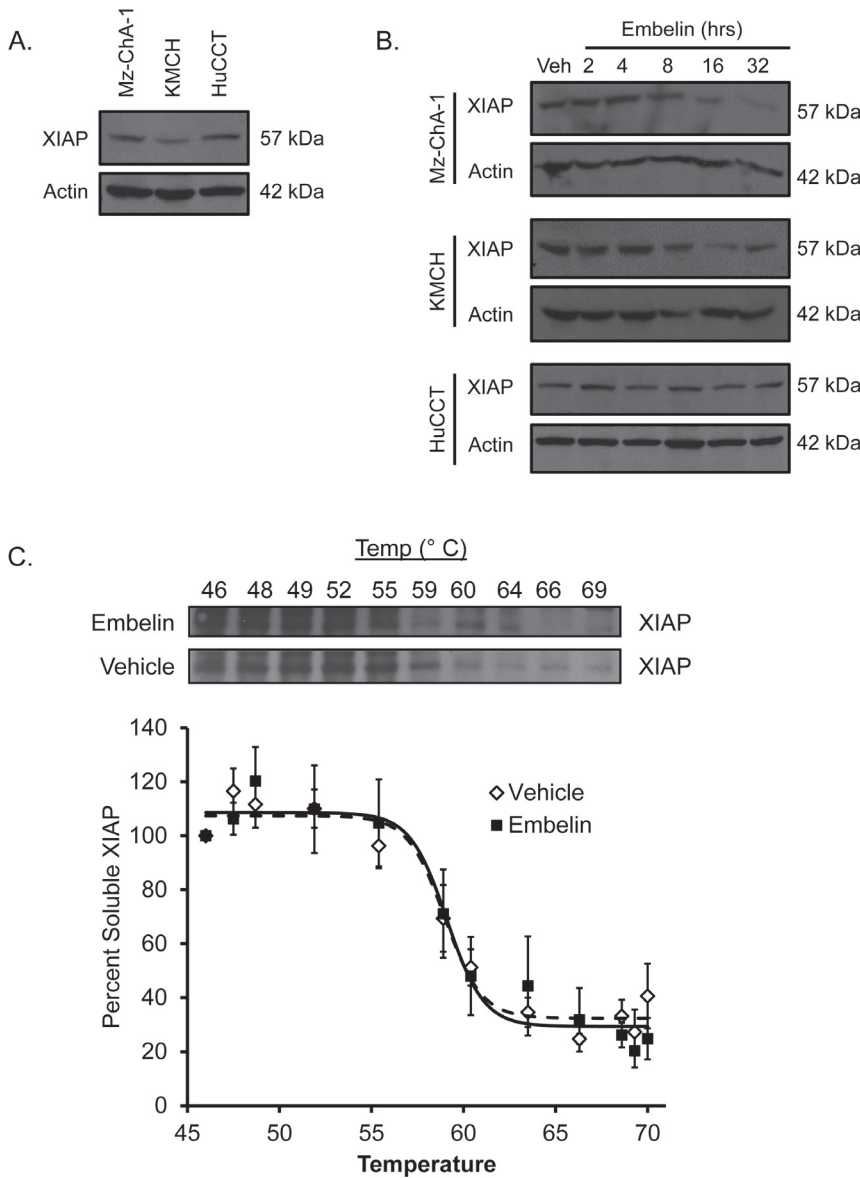 A.
Mz-ChA-1 KMCH HuCCT
XIAP 57 kDa
Actin 42 kDa
B.
Embelin (hrs)
Veh 2 4 8 16 32
Mz-ChA-1
XIAP 57 kDa
Actin 42 kDa
KMCH
XIAP 57 kDa
Actin 42 kDa
HuCCT
XIAP 57 kDa
Actin 42 kDa
C.
Temp (° C)
46 48 49 52 55 59 60 64 66 69
Embelin XIAP
Vehicle XIAP
Percent Soluble XIAP
140
120
100
80
60
40
20
0
Vehicle
Embelin
45 50 55 60 65 70
Temperature